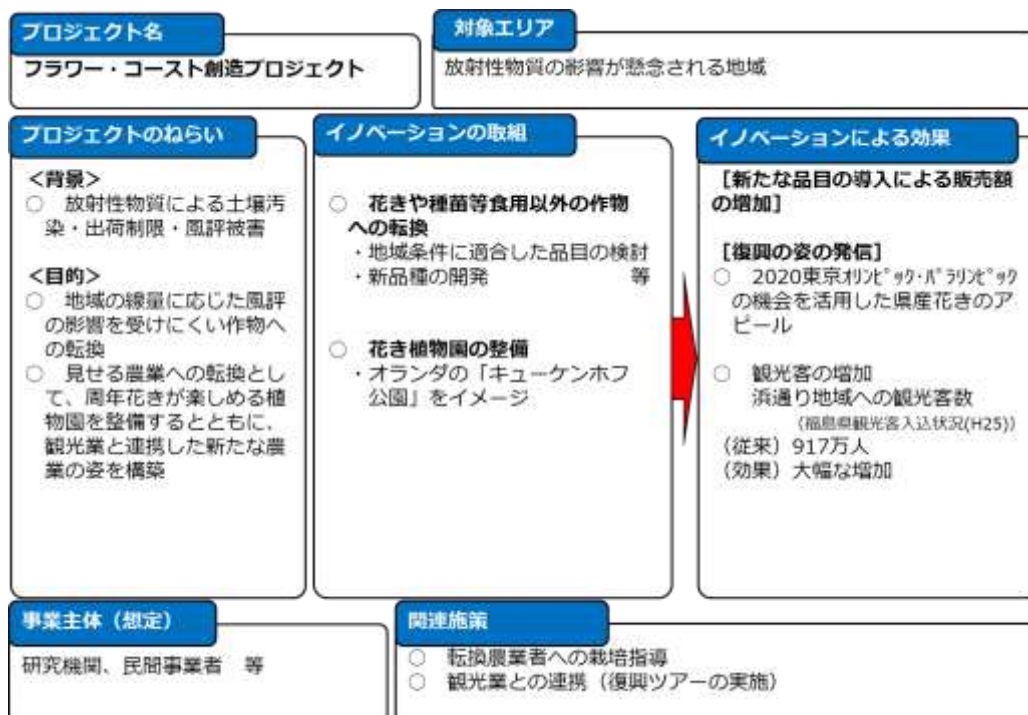 プロジェクト名
フラワー・コースト創造プロジェクト
対象エリア
放射性物質の影響が懸念される地域
プロジェクトのねらい
<背景>
○ 放射性物質による土壌汚
染・出荷制限・風評被害
<目的>
○ 地域の線量に応じた風評
の影響を受けにくい作物へ
の転換
○ 見せる農業への転換とし
て、周年花きが楽しめる植
物園を整備するとともに、
観光業と連携した新たな農
業の姿を構築
イノベーションの取組
○ 花きや種苗等食用以外の作物
への転換
・地域条件に適合した品目の検討
・新品種の開発 等
○ 花き植物園の整備
・オランダの「キューケンホフ
公園」をイメージ
イノベーションによる効果
[新たな品目の導入による販売額
の増加]
[復興の姿の発信]
○ 2020東京ｵﾘﾝﾋﾟｯｸ・ﾊﾟﾗﾘﾝﾋﾟｯｸ
の機会を活用した県産花きのア
ピール
○ 観光客の増加
浜通り地域への観光客数
(福島県観光客入込状況(H25))
(従来) 917万人
(効果) 大幅な増加
事業主体（想定）
研究機関、民間事業者 等
関連施策
○ 転換農業者への栽培指導
○ 観光業との連携（復興ツアーの実施）